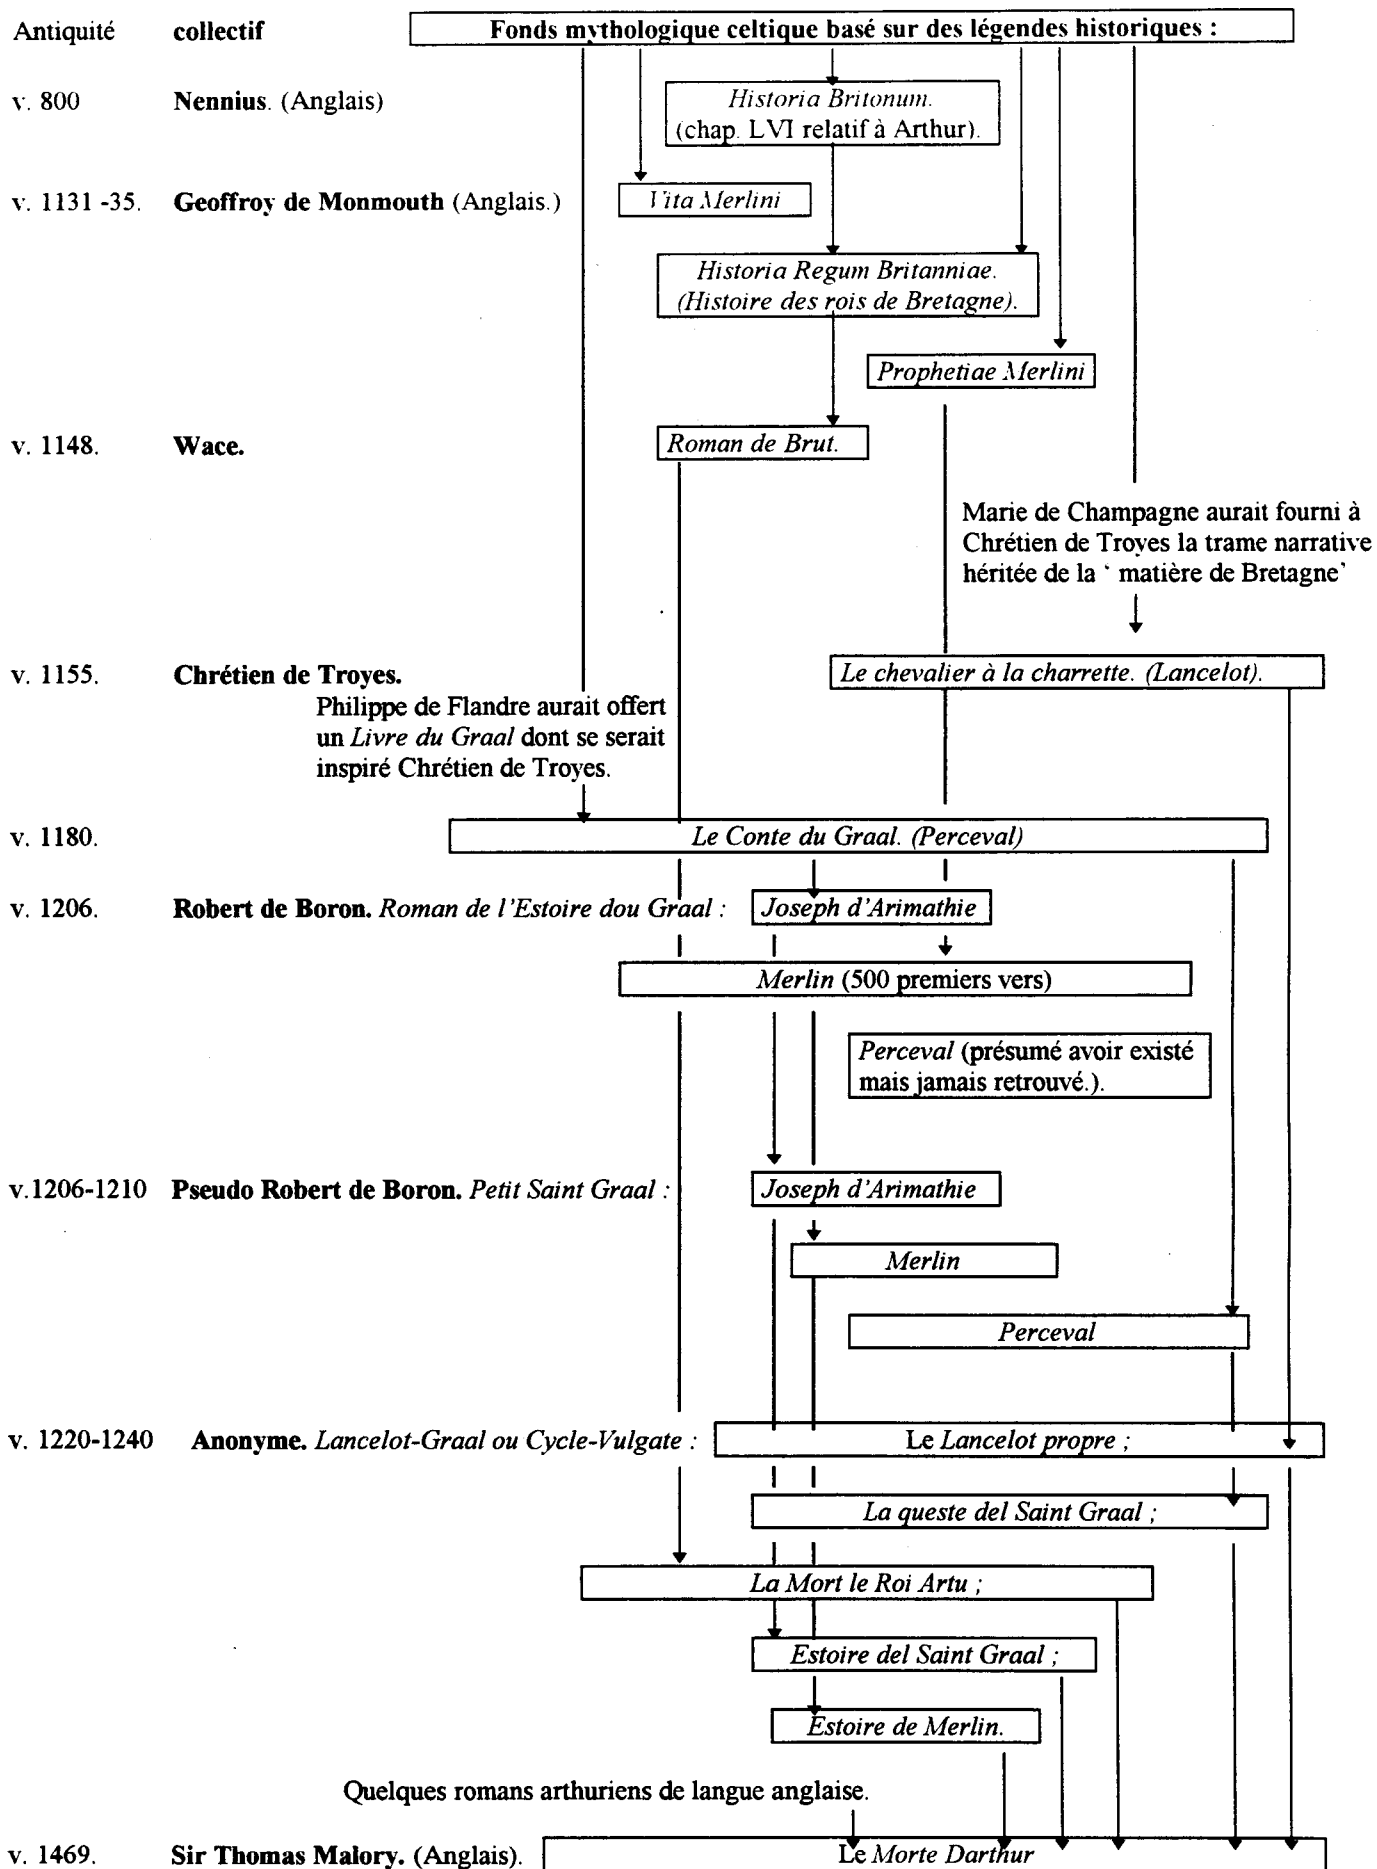 Antiquité collectif Fonds mythologique celtique basé sur des légendes historiques :
v. 800 Nennius. (Anglais) Historia Britonum.
(chap. LVI relatif à Arthur).
v. 1131 -35. Geoffroy de Monmouth (Anglais.) Vita Merlini
Historia Regum Britanniae.
(Histoire des rois de Bretagne).
Prophetiae Merlini
v. 1148. Wace. Roman de Brut.
Marie de Champagne aurait fourni à
Chrétien de Troyes la trame narrative
héritée de la ‘ matière de Bretagne’
v. 1155. Chrétien de Troyes. Le chevalier à la charrette. (Lancelot).
Philippe de Flandre aurait offert
un Livre du Graal dont se serait
inspiré Chrétien de Troyes.
v. 1180. Le Conte du Graal. (Perceval)
v. 1206. Robert de Boron. Roman de l'Estoire dou Graal : Joseph d'Arimathie
Merlin (500 premiers vers)
Perceval (présumé avoir existé
mais jamais retrouvé.).
v.1206-1210 Pseudo Robert de Boron. Petit Saint Graal : Joseph d'Arimathie
Merlin
Perceval
v. 1220-1240 Anonyme. Lancelot-Graal ou Cycle-Vulgate : Le Lancelot propre ;
La queste del Saint Graal ;
La Mort le Roi Artu ;
Estoire del Saint Graal ;
Estoire de Merlin.
Quelques romans arthuriens de langue anglaise.
v. 1469. Sir Thomas Malory. (Anglais). Le Morte Darthur